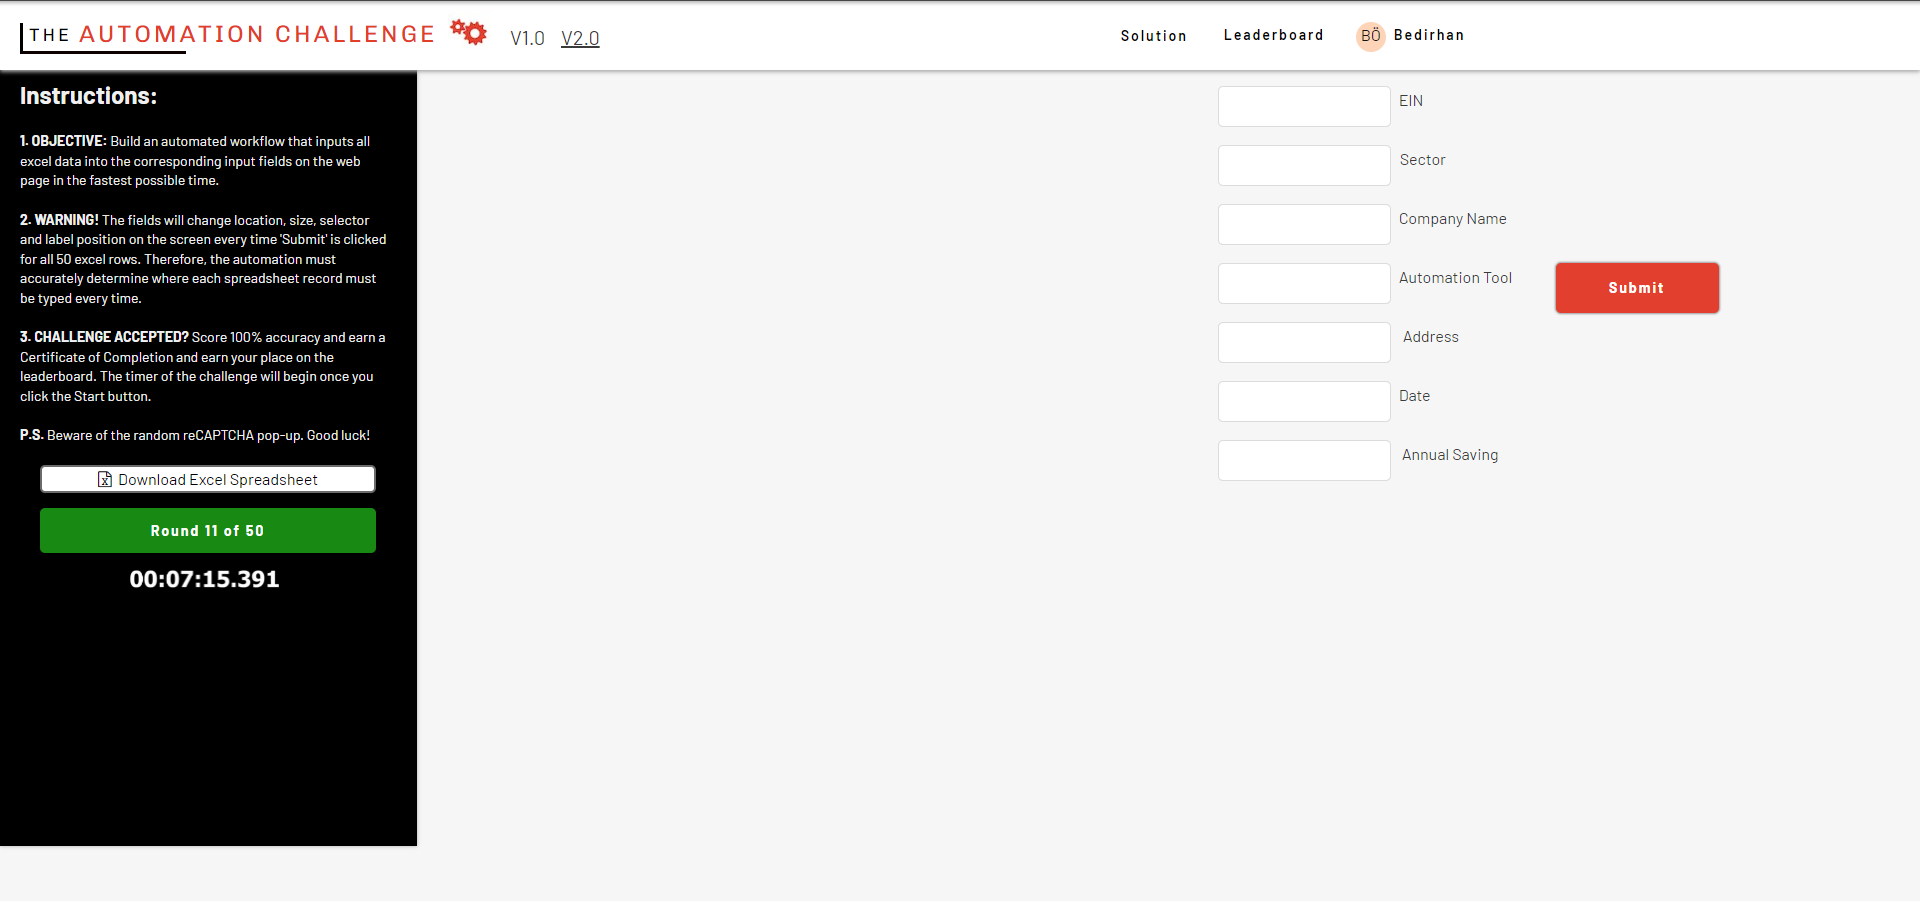 THE AUTOMATION CHALLENGE
V1.0 V2.0
Solution Leaderboard BÖ Bedirhan
Instructions:
1. OBJECTIVE: Build an automated workflow that inputs all
excel data into the corresponding input fields on the web
page in the fastest possible time.
2. WARNING! The fields will change location, size, selector
and label position on the screen every time 'Submit' is clicked
for all 50 excel rows. Therefore, the automation must
accurately determine where each spreadsheet record must
be typed every time.
3. CHALLENGE ACCEPTED? Score 100% accuracy and earn a
Certificate of Completion and earn your place on the
leaderboard. The timer of the challenge will begin once you
click the Start button.
P.S. Beware of the random reCAPTCHA pop-up. Good luck!
Download Excel Spreadsheet
Round 11 of 50
00:07:15.391
EIN
Sector
Company Name
Automation Tool
Submit
Address
Date
Annual Saving